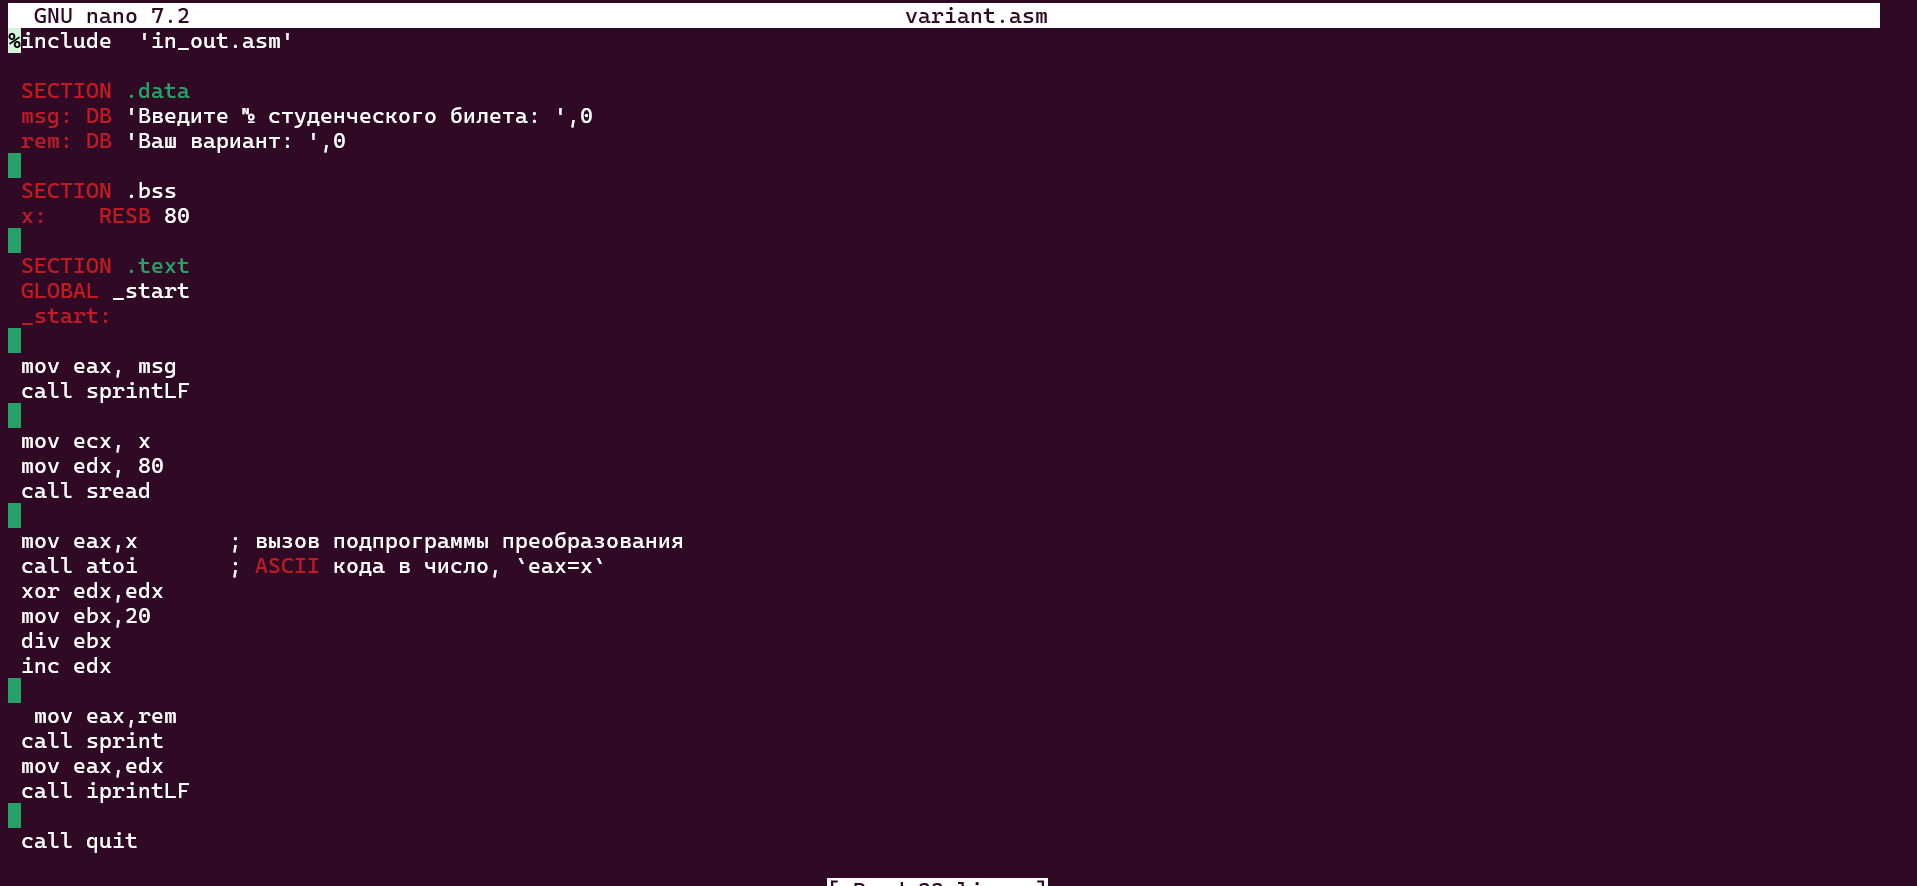 GNU nano 7.2 variant.asm
%include 'in_out.asm'
SECTION .data
msg: DB 'Введите № студенческого билета: ',0
rem: DB 'Ваш вариант: ',0
SECTION .bss
x: RESB 80
SECTION .text
GLOBAL _start
_start:
mov eax, msg
call sprintLF
mov ecx, x
mov edx, 80
call sread
mov eax,x ; вызов подпрограммы преобразования
call atoi ; ASCII кода в число, `eax=x`
xor edx,edx
mov ebx,20
div ebx
inc edx
mov eax,rem
call sprint
mov eax,edx
call iprintLF
call quit